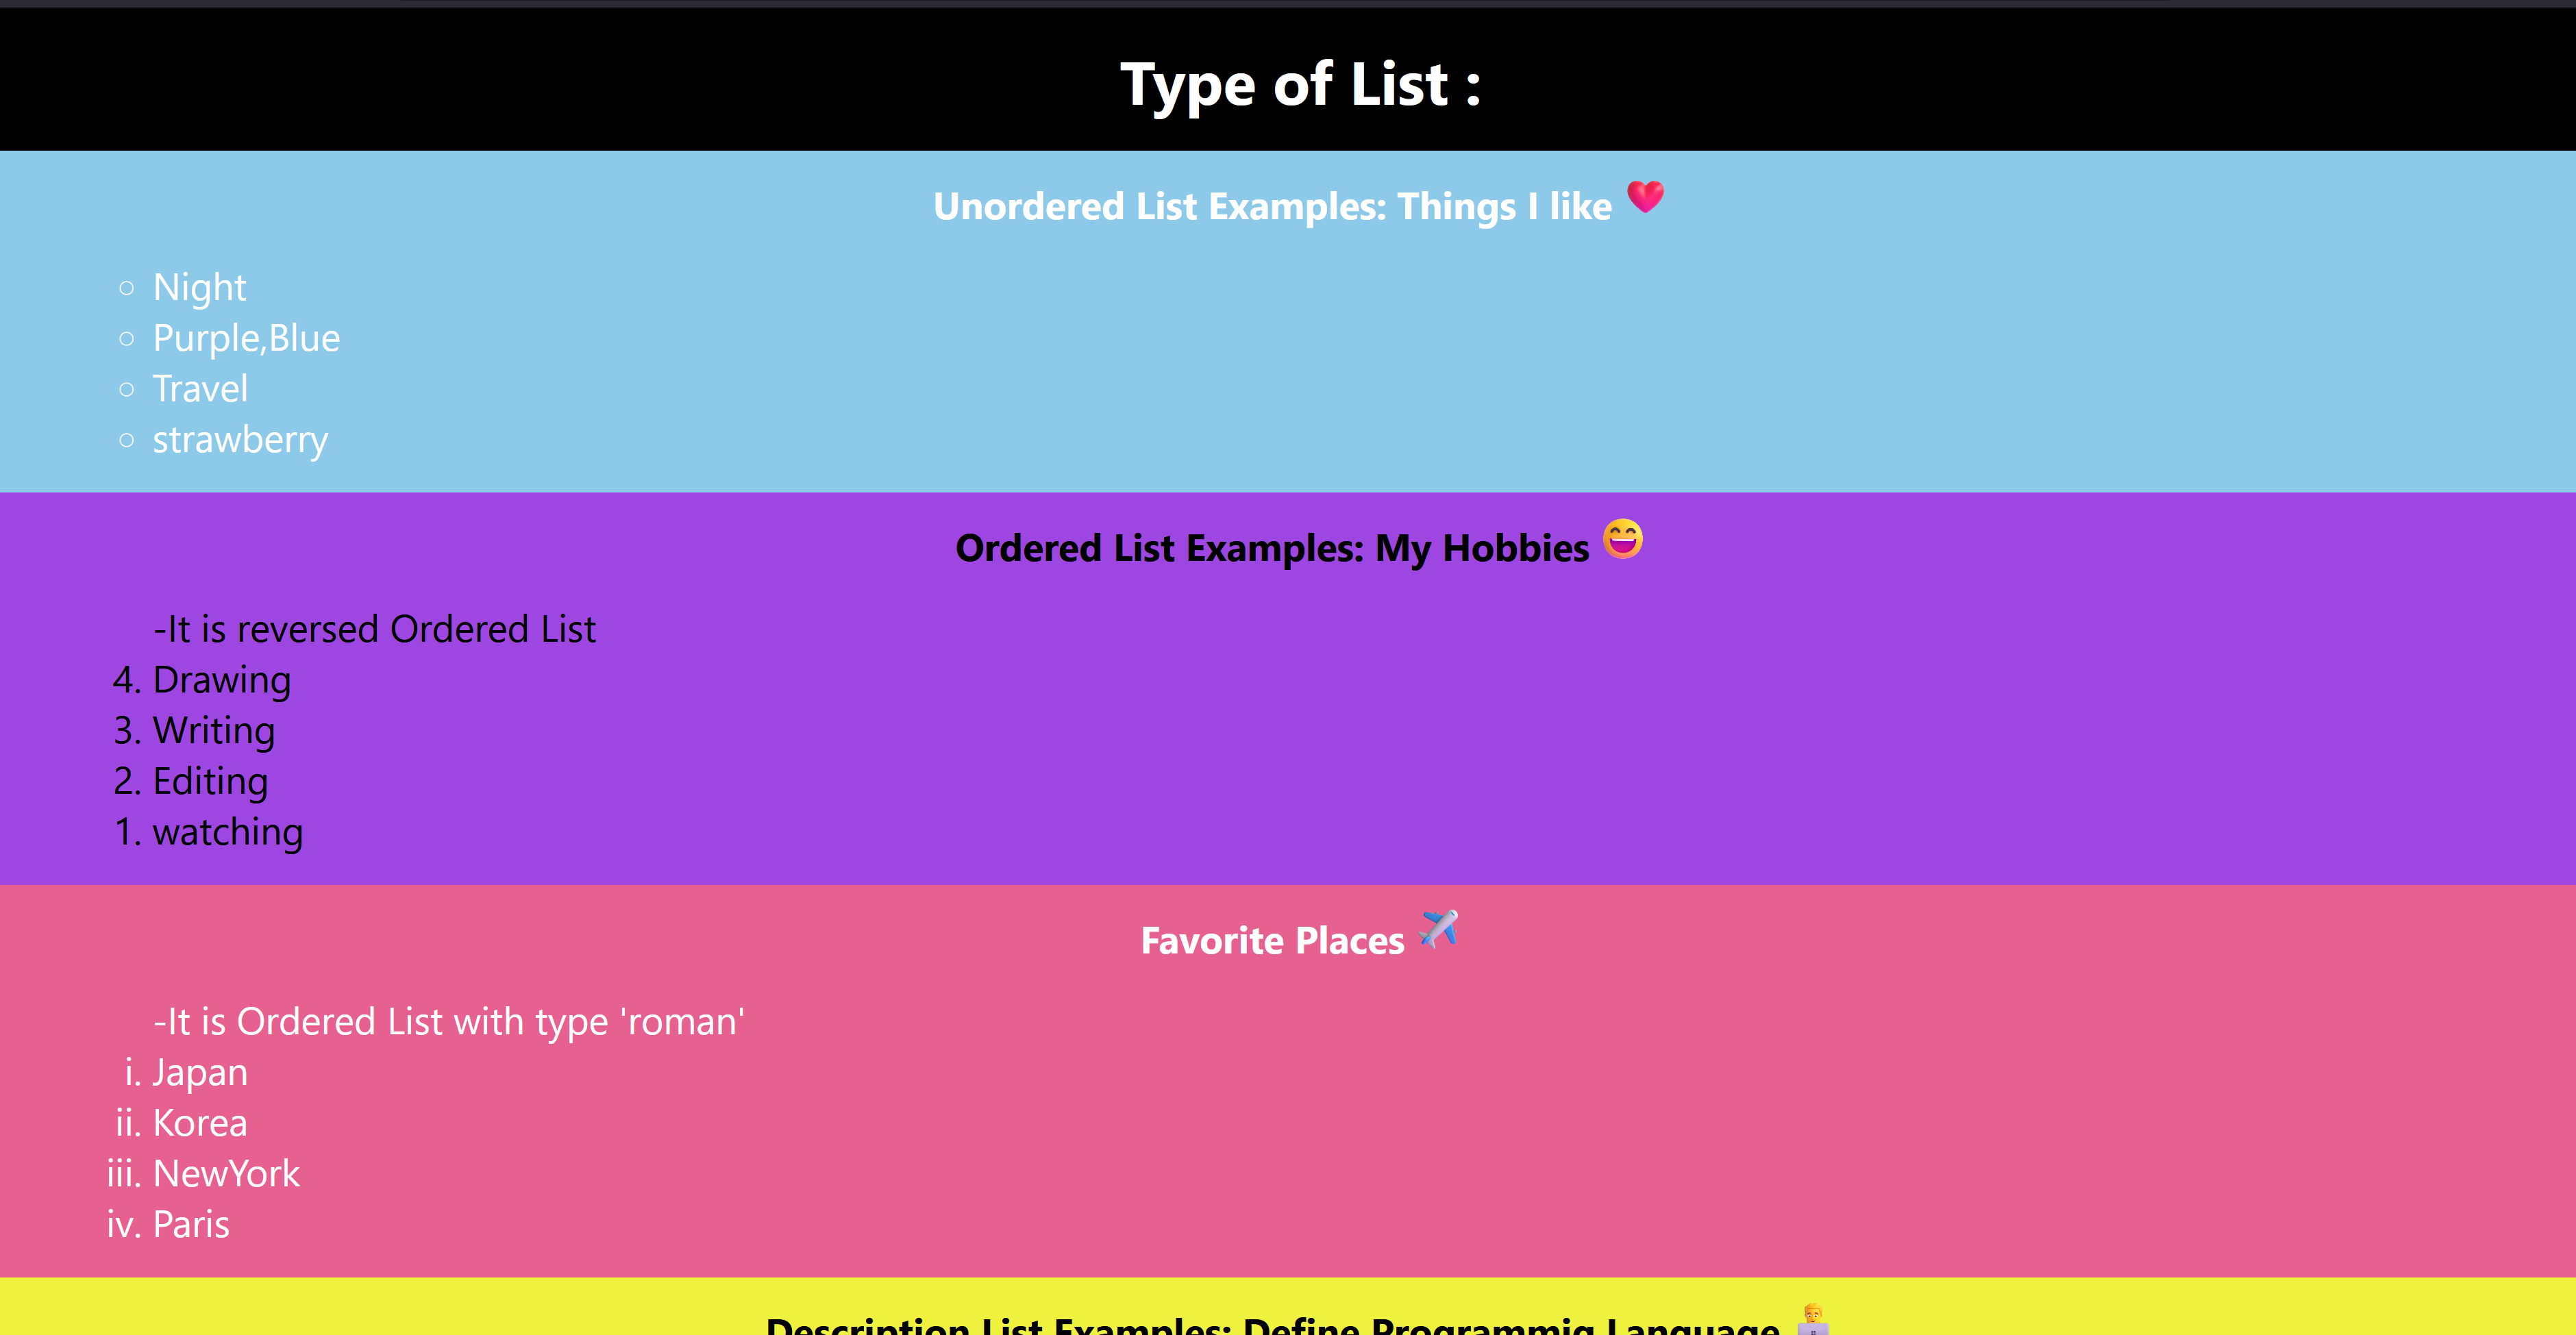 Type of List :
Unordered List Examples: Things I like
Night
Purple,Blue
Travel
strawberry
Ordered List Examples: My Hobbies
-It is reversed Ordered List
4. Drawing
3. Writing
2. Editing
1. watching
Favorite Places
-It is Ordered List with type 'roman'
i. Japan
ii. Korea
iii. NewYork
iv. Paris
Description List Examples: Define Programmig Language